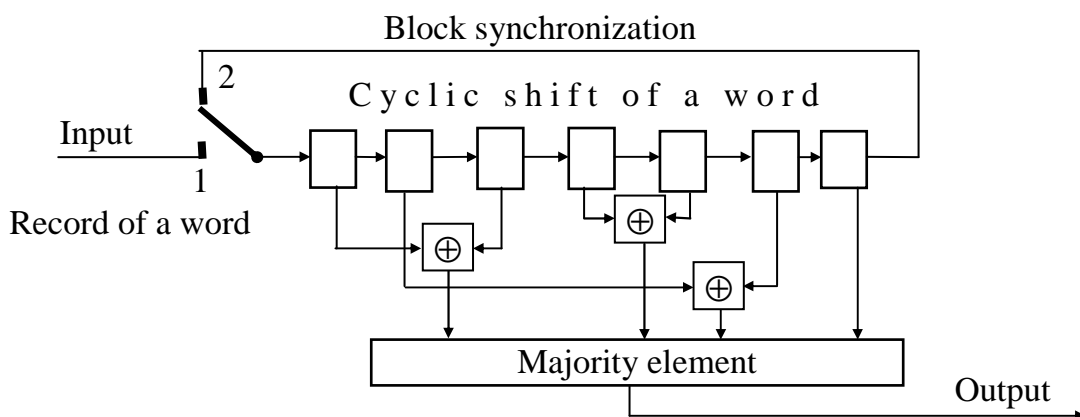 Block synchronization
2
Cyclic shift of a word
Input
1
Record of a word
⊕
⊕
⊕
Majority element
Output